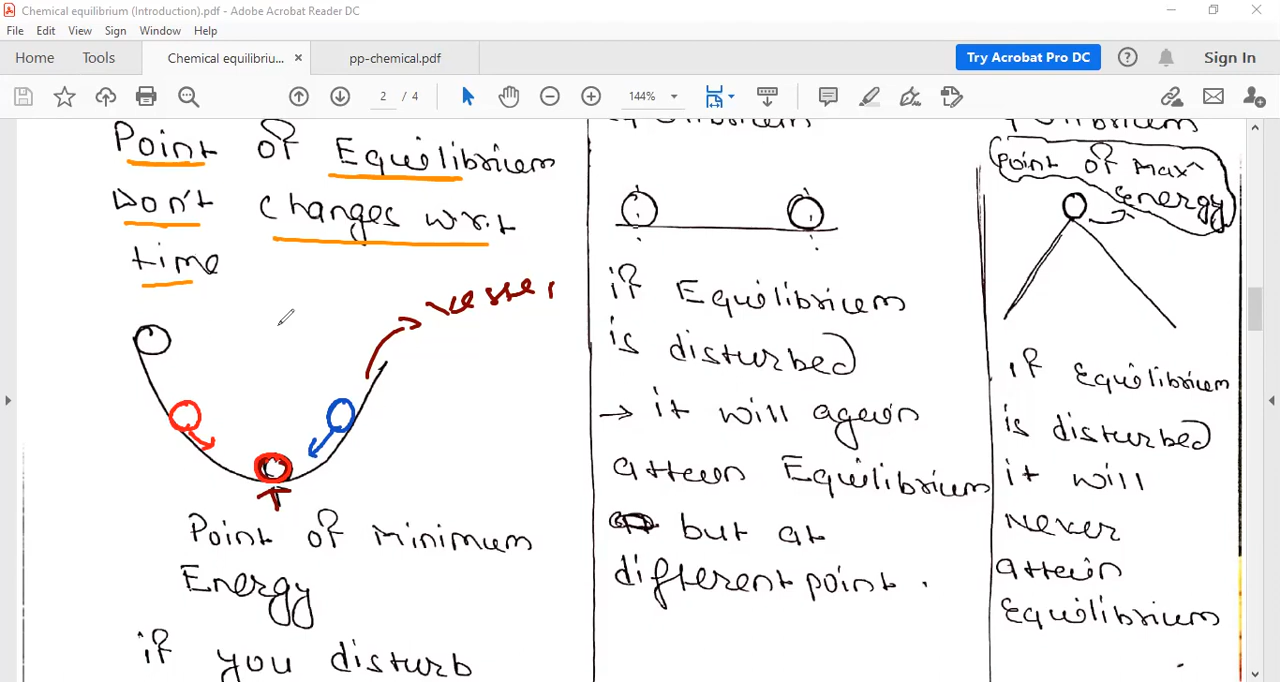 Chemical equilibrium (Introduction).pdf - Adobe Acrobat Reader DC
File Edit View Sign Window Help
Home Tools Chemical equilibriu... × pp-chemical.pdf Try Acrobat Pro DC Sign In
2 / 4 144%
Point of Equilibrium
Don't changes w.r.t
time
Point of Minimum
Energy
if you disturb
if Equilibrium
is disturbed
→ it will again
attain Equilibrium
but at
different point.
Point of Max^
Energy
if Equilibrium
is disturbed
it will
Never
attain
Equilibrium